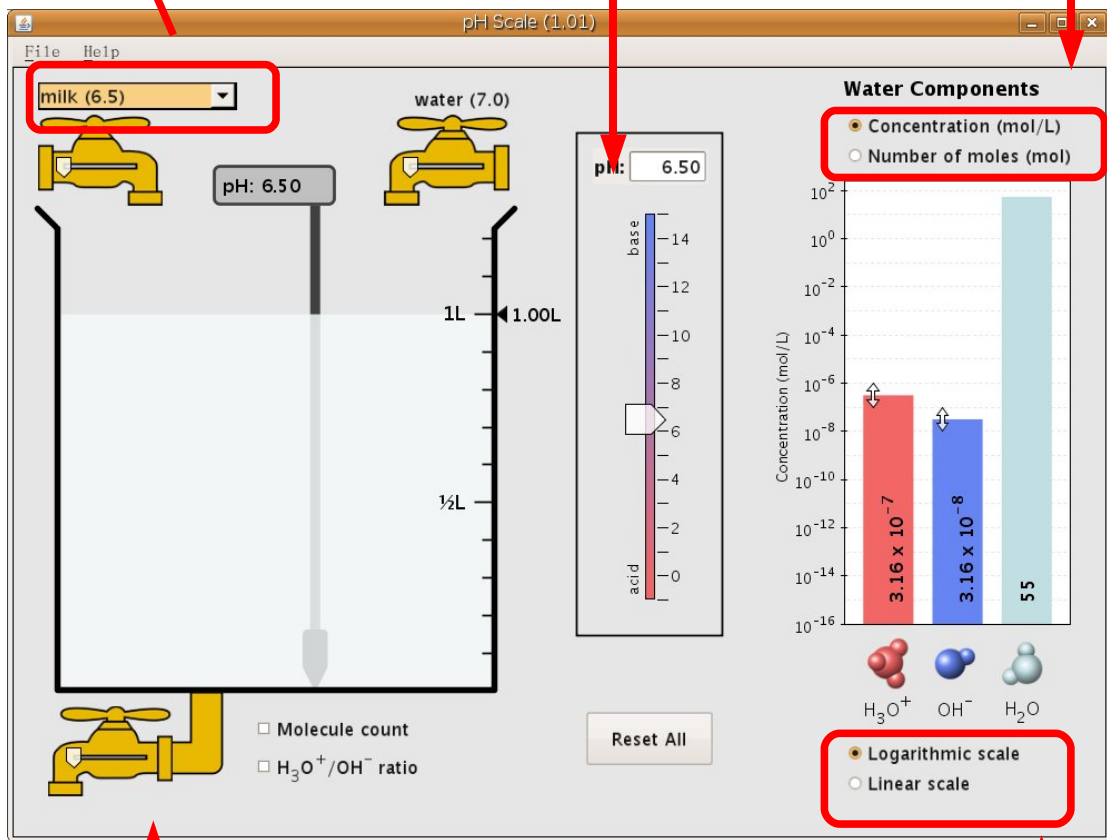 pH Scale (1.01)
File Help
milk (6.5)
water (7.0)
pH: 6.50
1L
1.00L
½L
Molecule count
H₃O⁺/OH⁻ ratio
pH: 6.50
base
14
12
10
8
6
4
2
0
acid
Reset All
Water Components
Concentration (mol/L)
Number of moles (mol)
Concentration (mol/L)
10²
10⁰
10⁻²
10⁻⁴
10⁻⁶
10⁻⁸
10⁻¹⁰
10⁻¹²
10⁻¹⁴
10⁻¹⁶
3.16 x 10⁻⁷
3.16 x 10⁻⁸
55
H₃O⁺ OH⁻ H₂O
Logarithmic scale
Linear scale